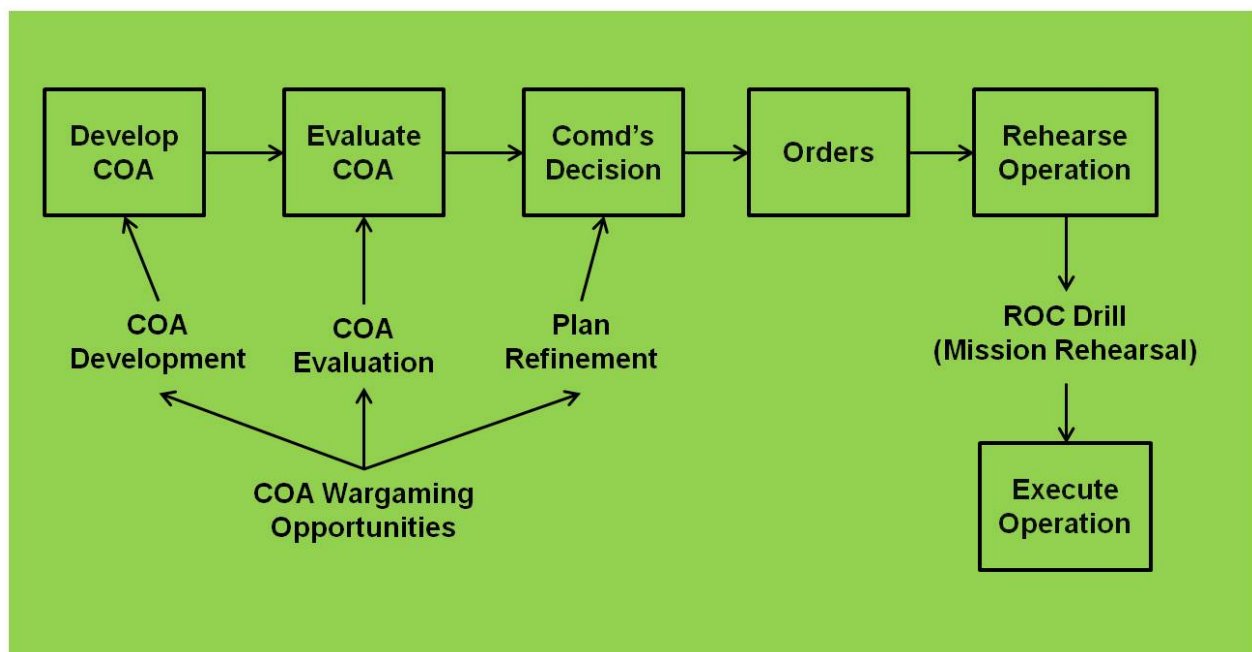 Develop
COA
Evaluate
COA
Comd's
Decision
Orders
Rehearse
Operation
COA
Development
COA
Evaluation
Plan
Refinement
ROC Drill
(Mission Rehearsal)
COA Wargaming
Opportunities
Execute
Operation